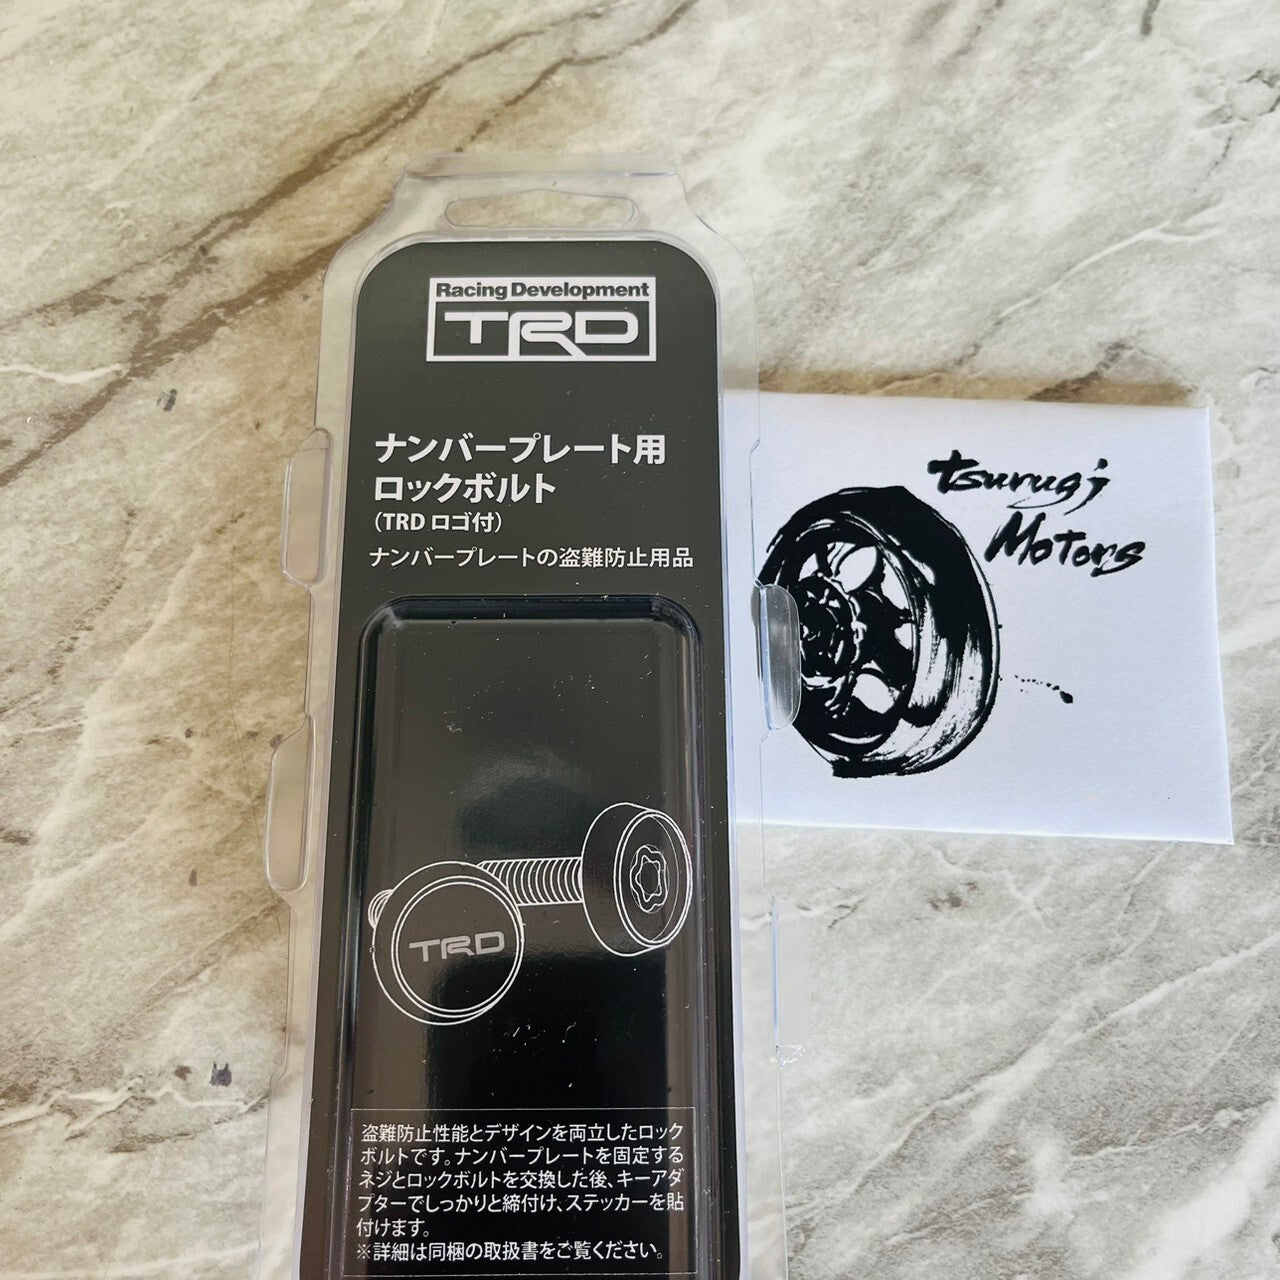 Racing Development
TRD
ナンバープレート用
ロックボルト
（TRD ロゴ付）
ナンバープレートの盗難防止用品
Tsurugi
Motors
TRD
盗難防止性能とデザインを両立したロック
ボルトです。ナンバープレートを固定する
ネジとロックボルトを交換した後、キーアダ
プターでしっかりと締付け、ステッカーを貼
付けます。
※詳細は同梱の取扱書をご覧ください。